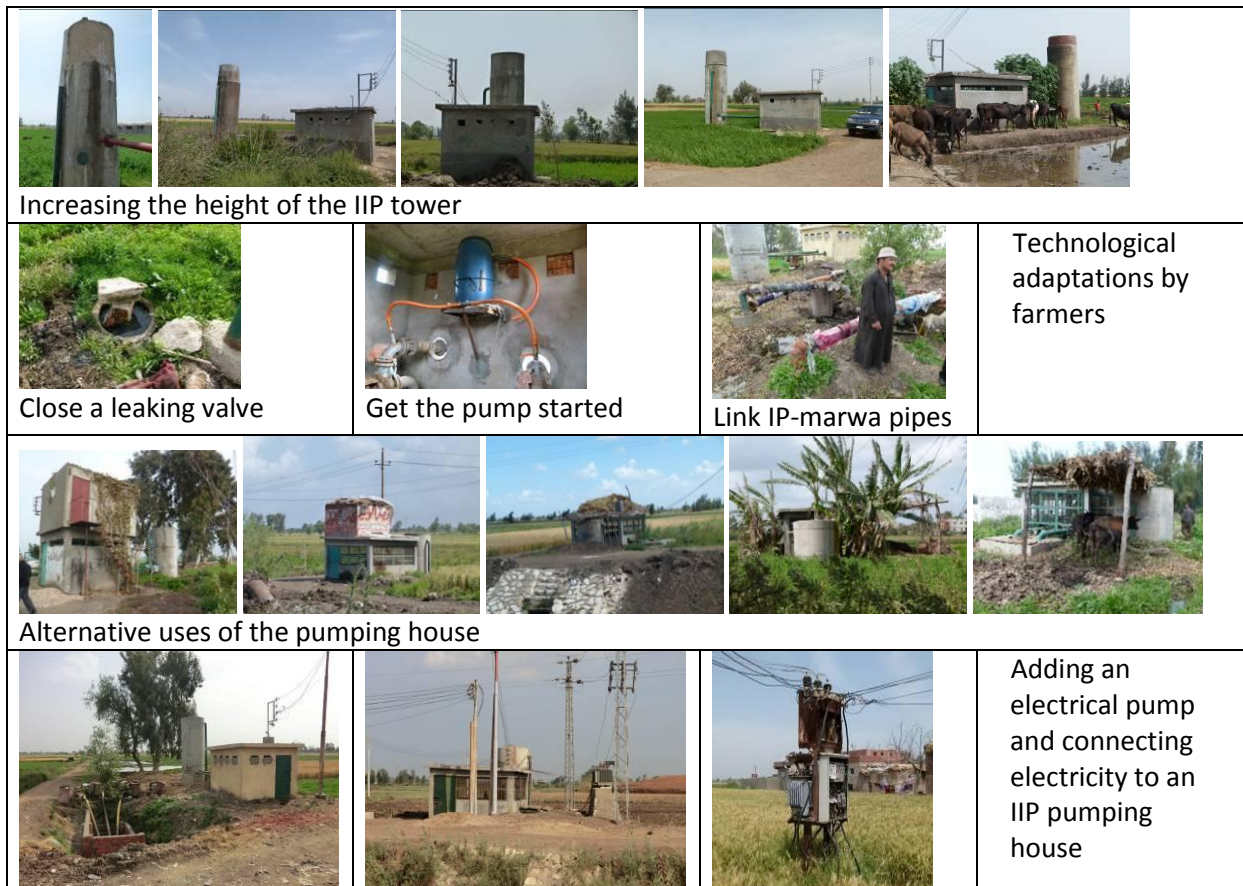 Increasing the height of the IIP tower
Close a leaking valve
Get the pump started
Link IP-marwa pipes
Technological
adaptations by
farmers
Alternative uses of the pumping house
Adding an
electrical pump
and connecting
electricity to an
IIP pumping
house